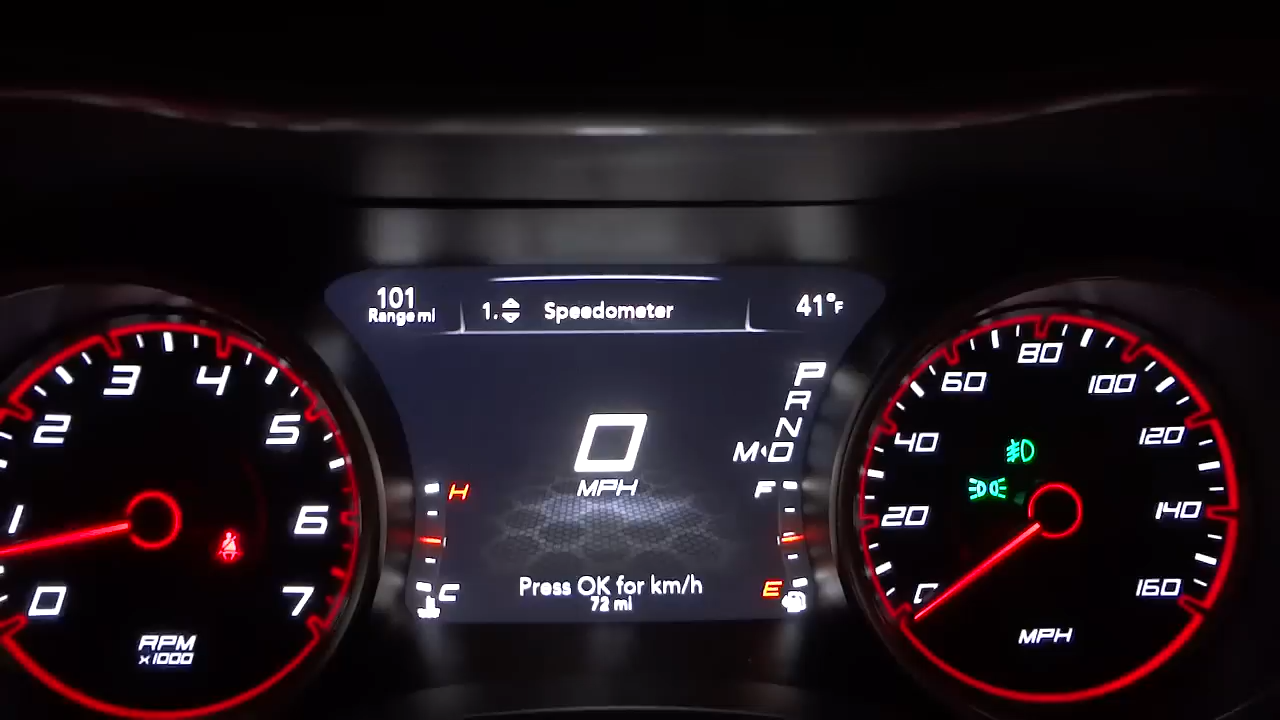 101
Range mi
1. Speedometer
41°F
0
MPH
P
R
N
M D
H
C
F
E
Press OK for km/h
72 mi
0
1
2
3
4
5
6
7
RPM
x1000
0
20
40
60
80
100
120
140
160
MPH